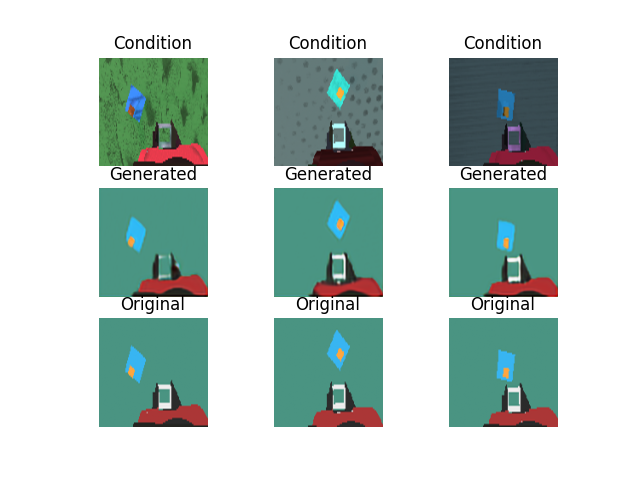 Condition Condition Condition
Generated Generated Generated
Original Original Original